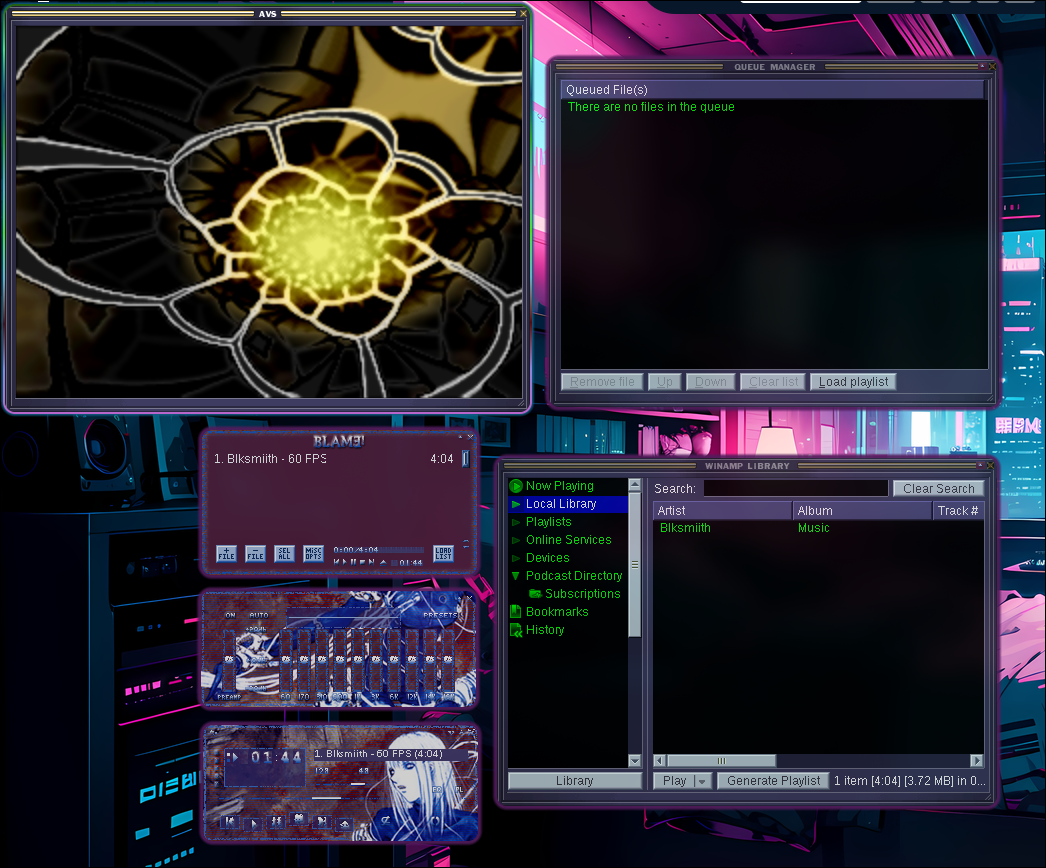 AVS
QUEUE MANAGER
Queued File(s)
There are no files in the queue
Remove file
Up
Down
Clear list
Load playlist
BLAME!
1. Blksmiith - 60 FPS
4:04
+ FILE
- FILE
SEL ALL
MISC OPTS
0:00/4:04
01:44
LOAD LIST
ON
AUTO
PRESETS
PREAMP
60
170
310
600
1K
3K
6K
12K
14K
16K
01:44
1. Blksmiith - 60 FPS (4:04)
128
48
EQ
PL
WINAMP LIBRARY
Now Playing
Local Library
Playlists
Online Services
Devices
Podcast Directory
Subscriptions
Bookmarks
History
Library
Search:
Clear Search
Artist
Album
Track #
Blksmiith
Music
Play
Generate Playlist
1 item [4:04] [3.72 MB] in 0...